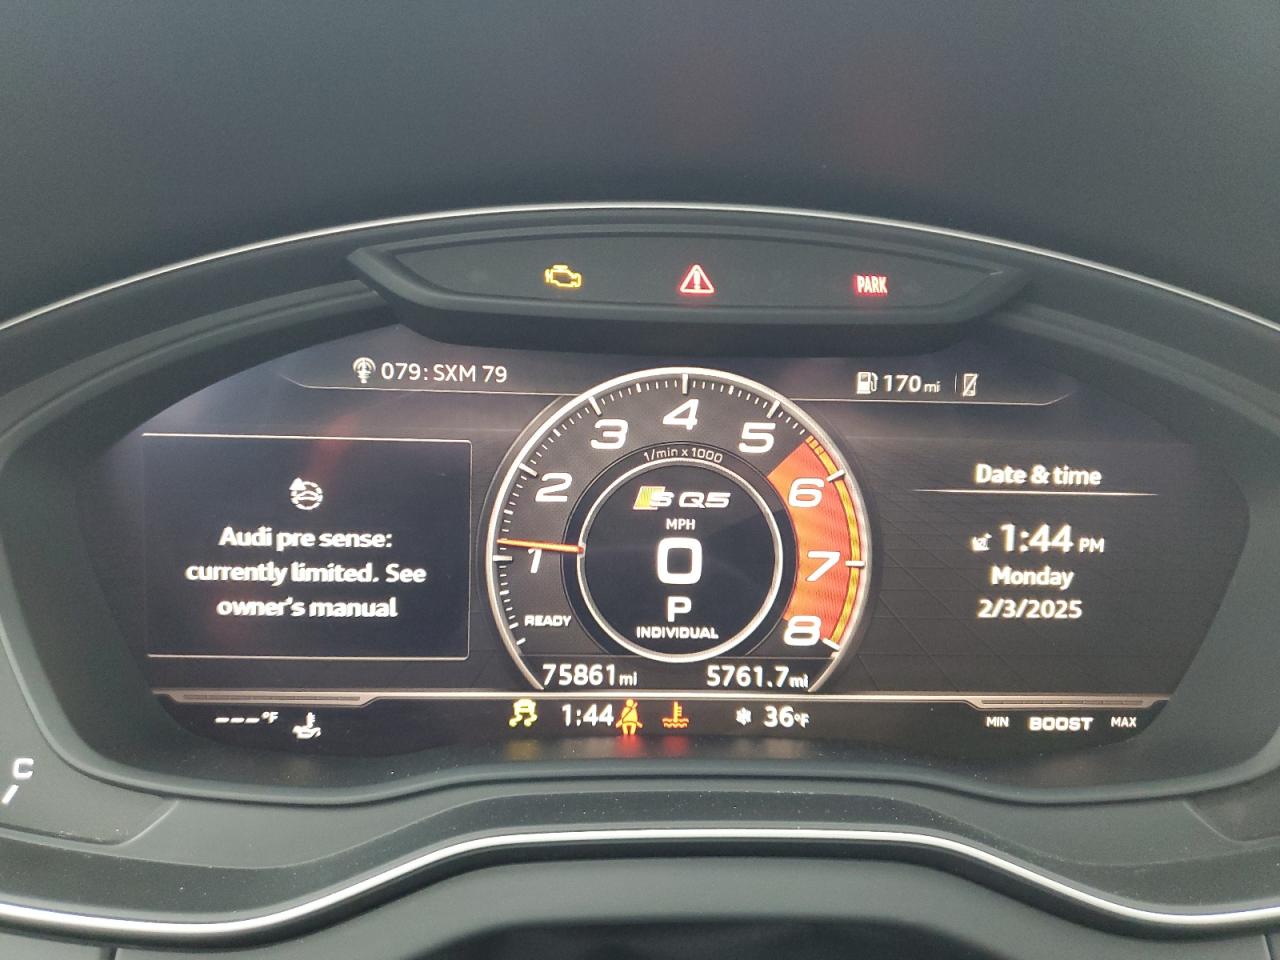 PARK
079: SXM 79
170 mi
1
2
3
4
5
6
7
8
1/min x 1000
SQ5
MPH
0
P
INDIVIDUAL
READY
75861 mi
5761.7 mi
Audi pre sense:
currently limited. See
owner's manual
Date & time
1:44 PM
Monday
2/3/2025
---°F
1:44
36°F
MIN BOOST MAX
C